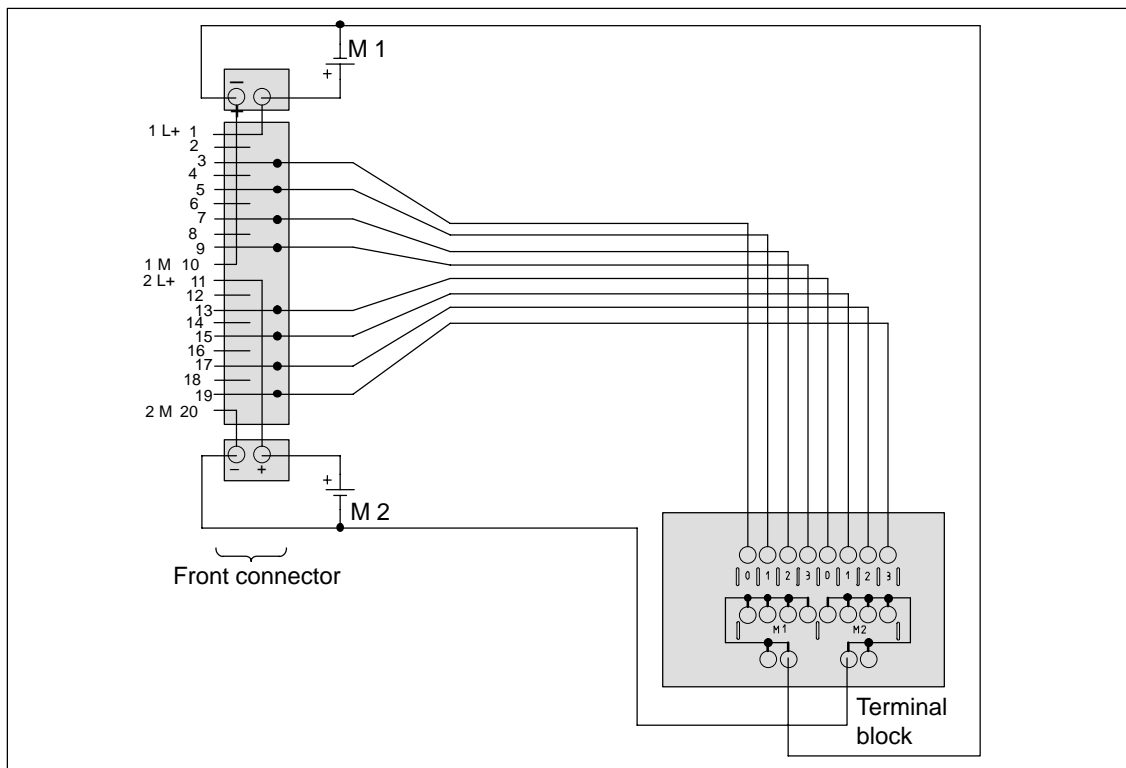 M 1
+
−
+
1 L+ 1
2
3
4
5
6
7
8
9
1 M 10
2 L+ 11
12
13
14
15
16
17
18
19
2 M 20
− +
+
M 2
Front connector
0 1 2 3 0 1 2 3
M1 M2
Terminal
block